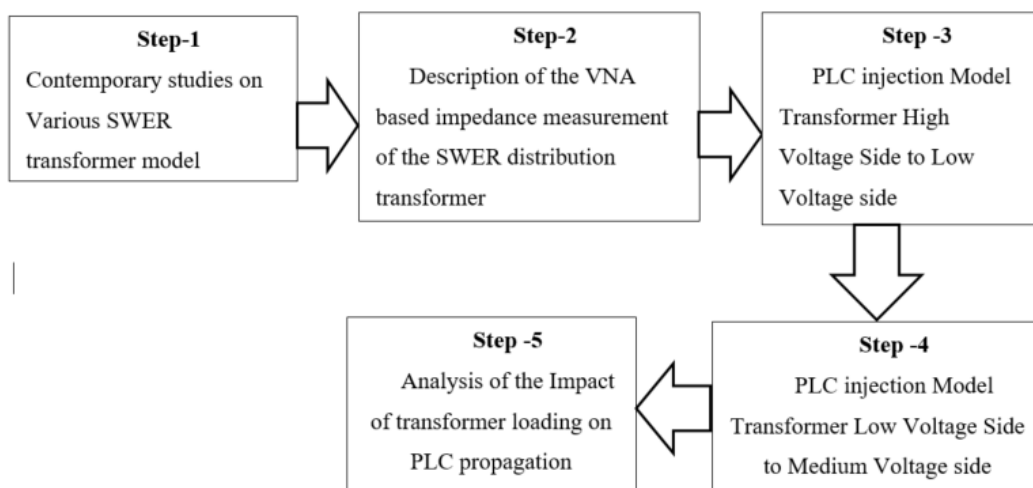 Step-1
Contemporary studies on
Various SWER
transformer model
Step-2
Description of the VNA
based impedance measurement
of the SWER distribution
transformer
Step -3
PLC injection Model
Transformer High
Voltage Side to Low
Voltage side
Step -4
PLC injection Model
Transformer Low Voltage Side
to Medium Voltage side
Step -5
Analysis of the Impact
of transformer loading on
PLC propagation